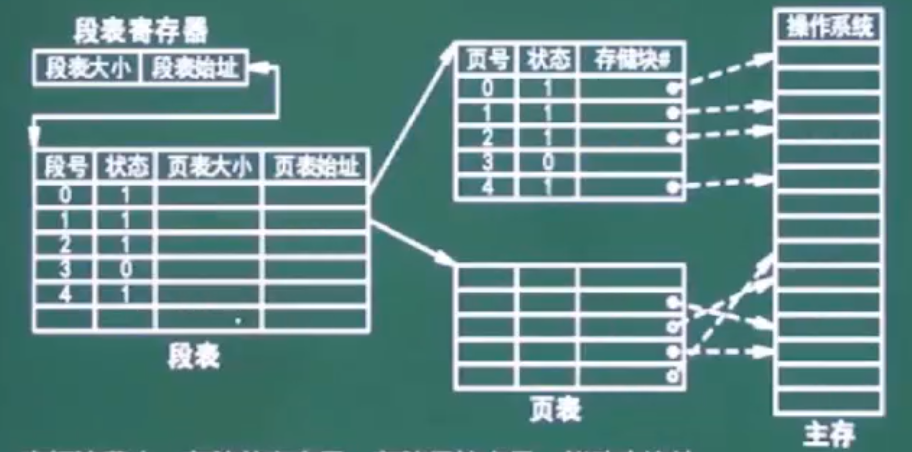 段表寄存器
段表大小 段表始址
段号 状态 页表大小 页表始址
0 1
1 1
2 1
3 0
4 1
段表
页号 状态 存储块#
0 1
1 1
2 1
3 0
4 1
页表
操作系统
主存